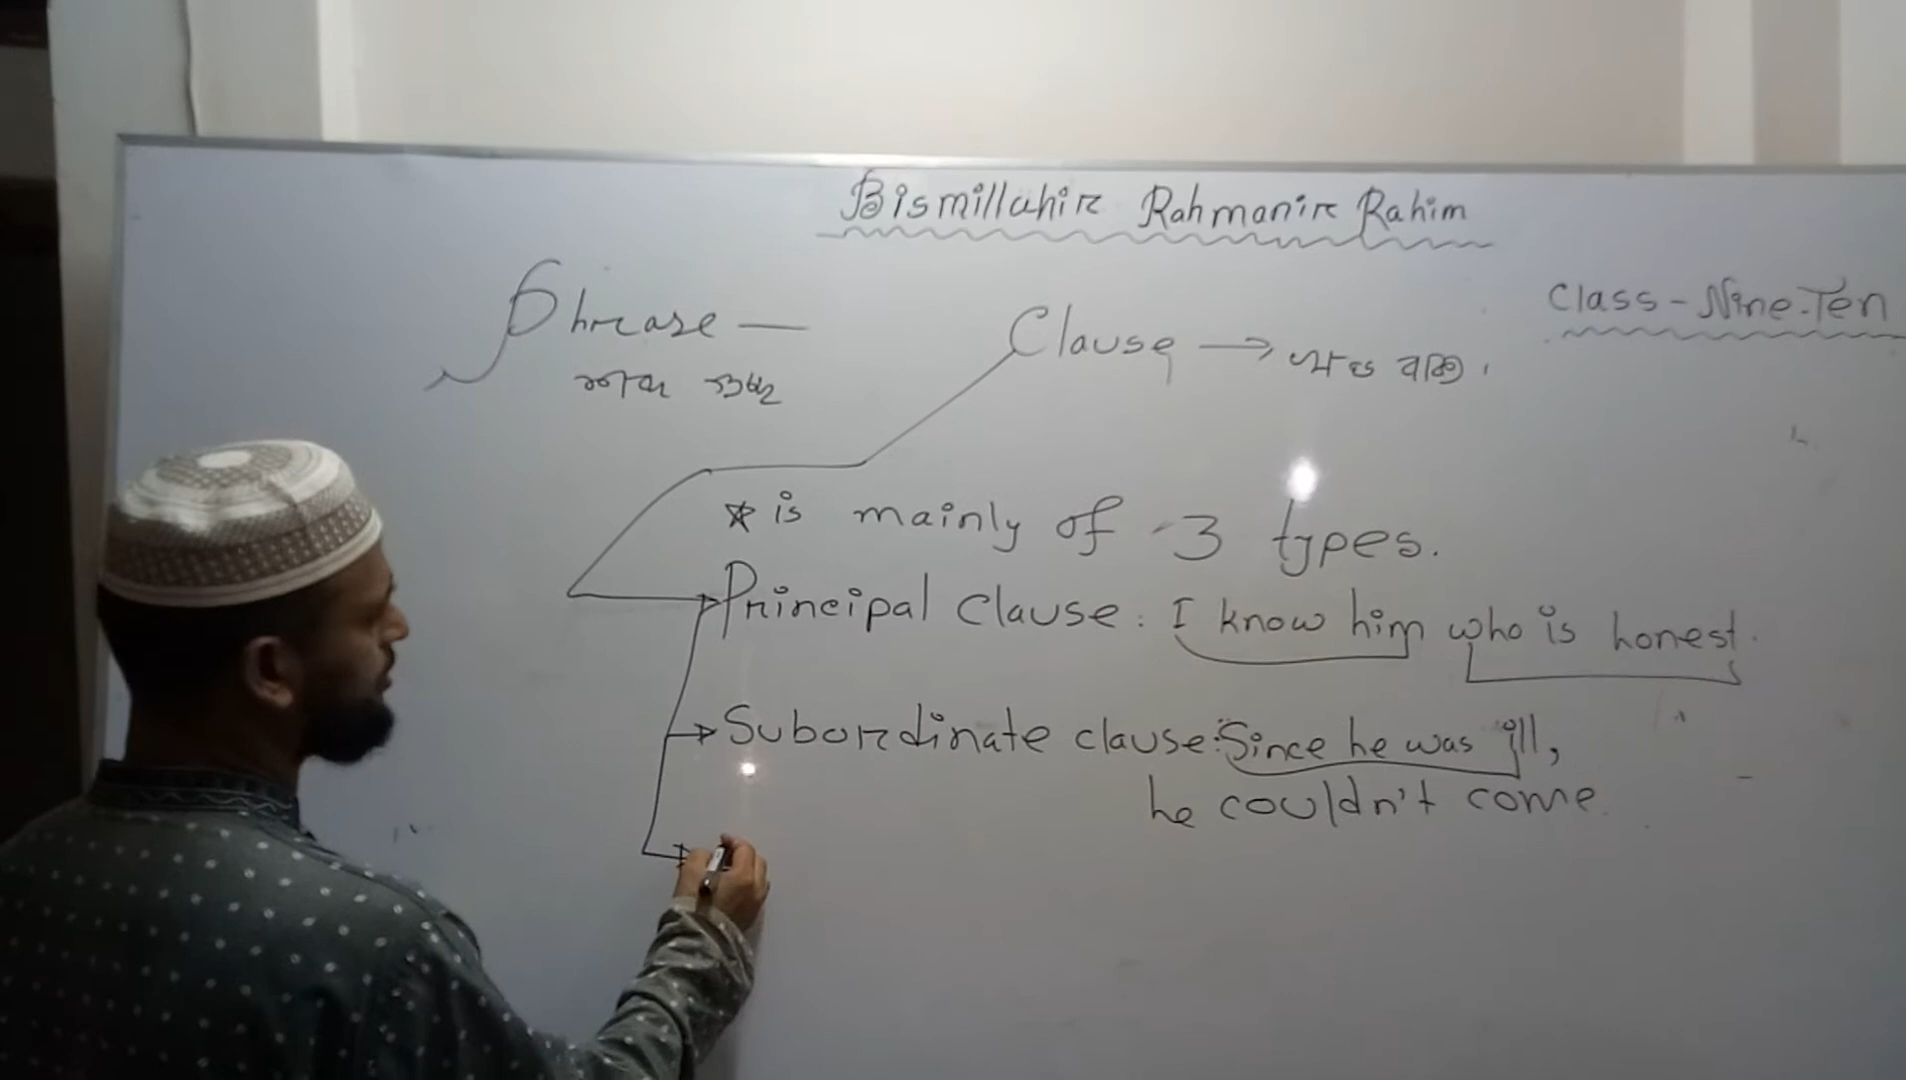 Bismillahir Rahmanir Rahim
Class - Nine-Ten
Phrase —
Clause →
* is mainly of 3 types.
Principal Clause : I know him who is honest.
Subordinate clause: Since he was ill,
he couldn't come.